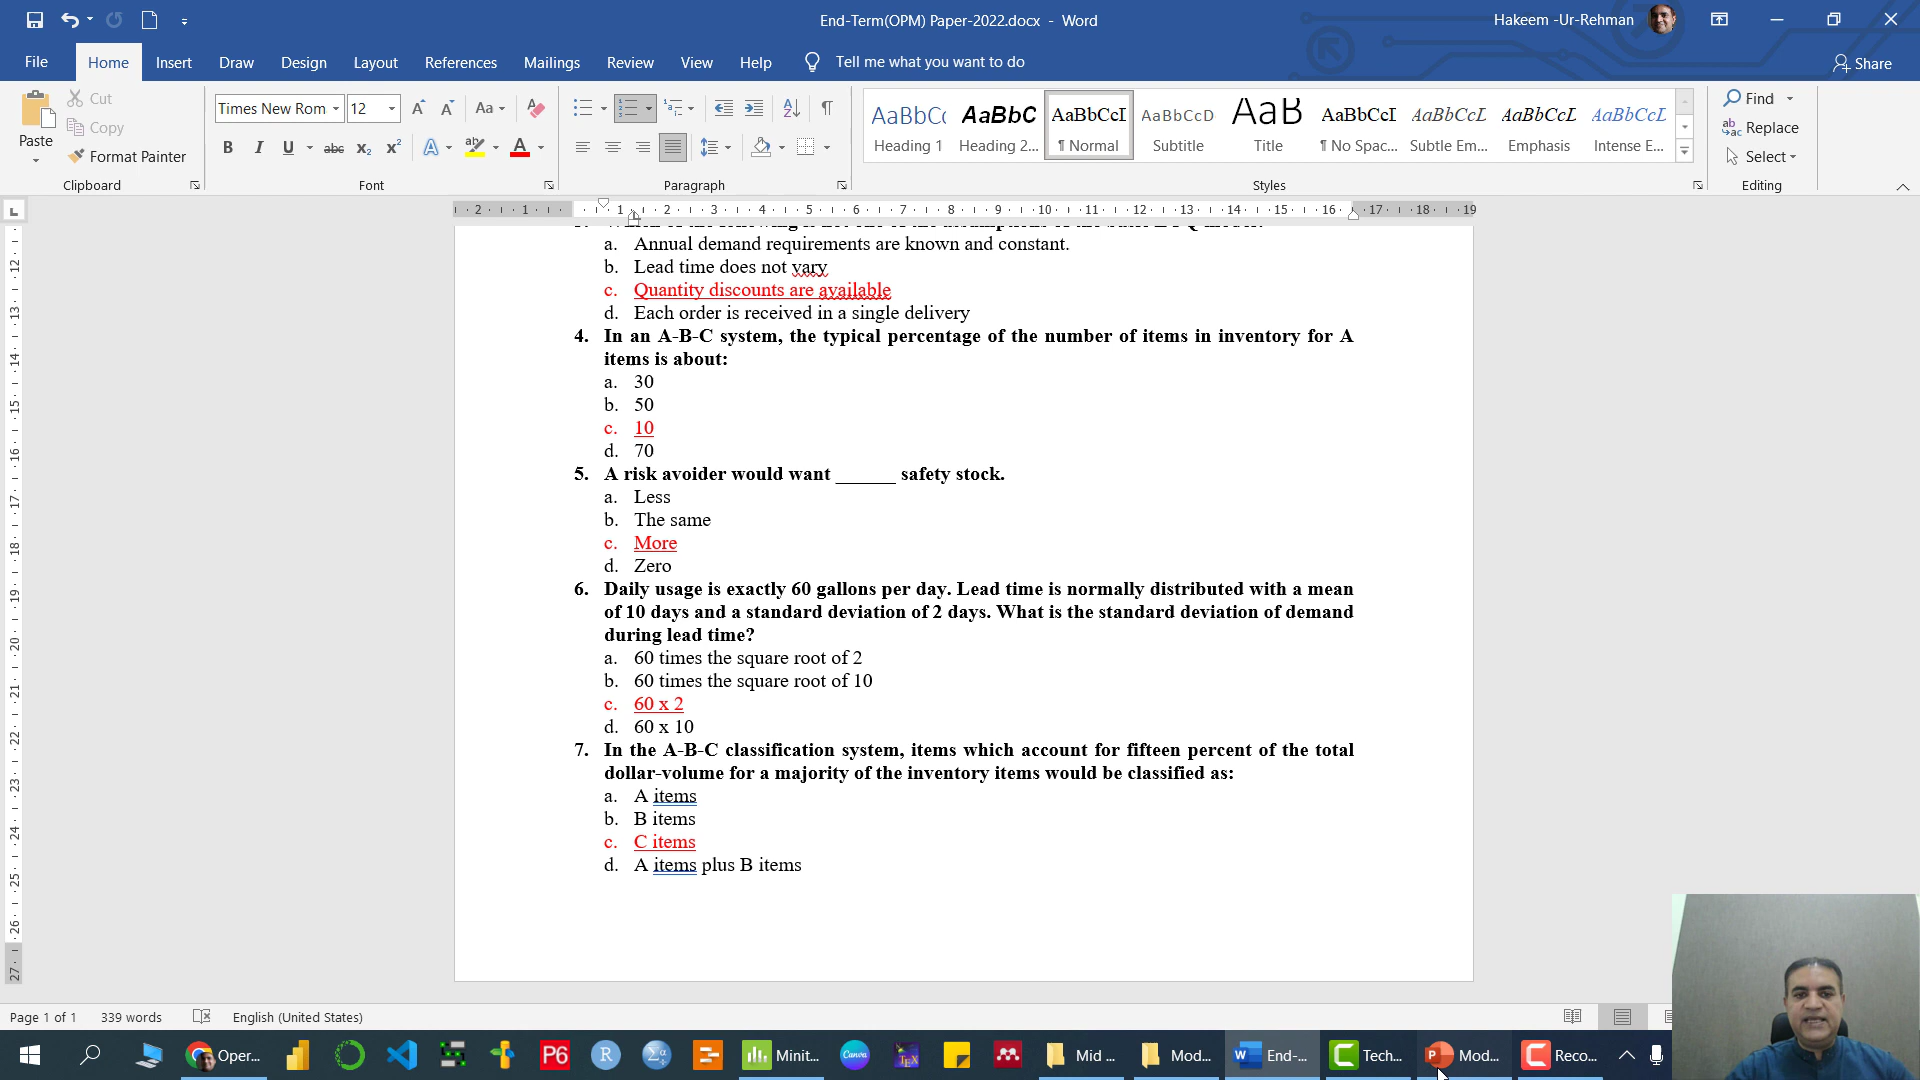 End-Term(OPM) Paper-2022.docx - Word
Hakeem -Ur-Rehman
File
Home
Insert
Draw
Design
Layout
References
Mailings
Review
View
Help
Tell me what you want to do
Share
Paste
Cut
Copy
Format Painter
Clipboard
Times New Rom
12
Font
Paragraph
AaBbCc Heading 1
AaBbC Heading 2...
AaBbCcI ¶ Normal
AaBbCcD Subtitle
AaB Title
AaBbCcI ¶ No Spac...
AaBbCcL Subtle Em...
AaBbCcL Emphasis
AaBbCcL Intense E...
Styles
Find
Replace
Select
Editing
a. Annual demand requirements are known and constant.
b. Lead time does not vary
c. Quantity discounts are available
d. Each order is received in a single delivery
4. In an A-B-C system, the typical percentage of the number of items in inventory for A
items is about:
a. 30
b. 50
c. 10
d. 70
5. A risk avoider would want ______ safety stock.
a. Less
b. The same
c. More
d. Zero
6. Daily usage is exactly 60 gallons per day. Lead time is normally distributed with a mean
of 10 days and a standard deviation of 2 days. What is the standard deviation of demand
during lead time?
a. 60 times the square root of 2
b. 60 times the square root of 10
c. 60 x 2
d. 60 x 10
7. In the A-B-C classification system, items which account for fifteen percent of the total
dollar-volume for a majority of the inventory items would be classified as:
a. A items
b. B items
c. C items
d. A items plus B items
Page 1 of 1
339 words
English (United States)
Oper...
P6
R
Minit...
Canva
TEX
Mid ...
Mod...
End-...
Tech...
Mod...
Reco...